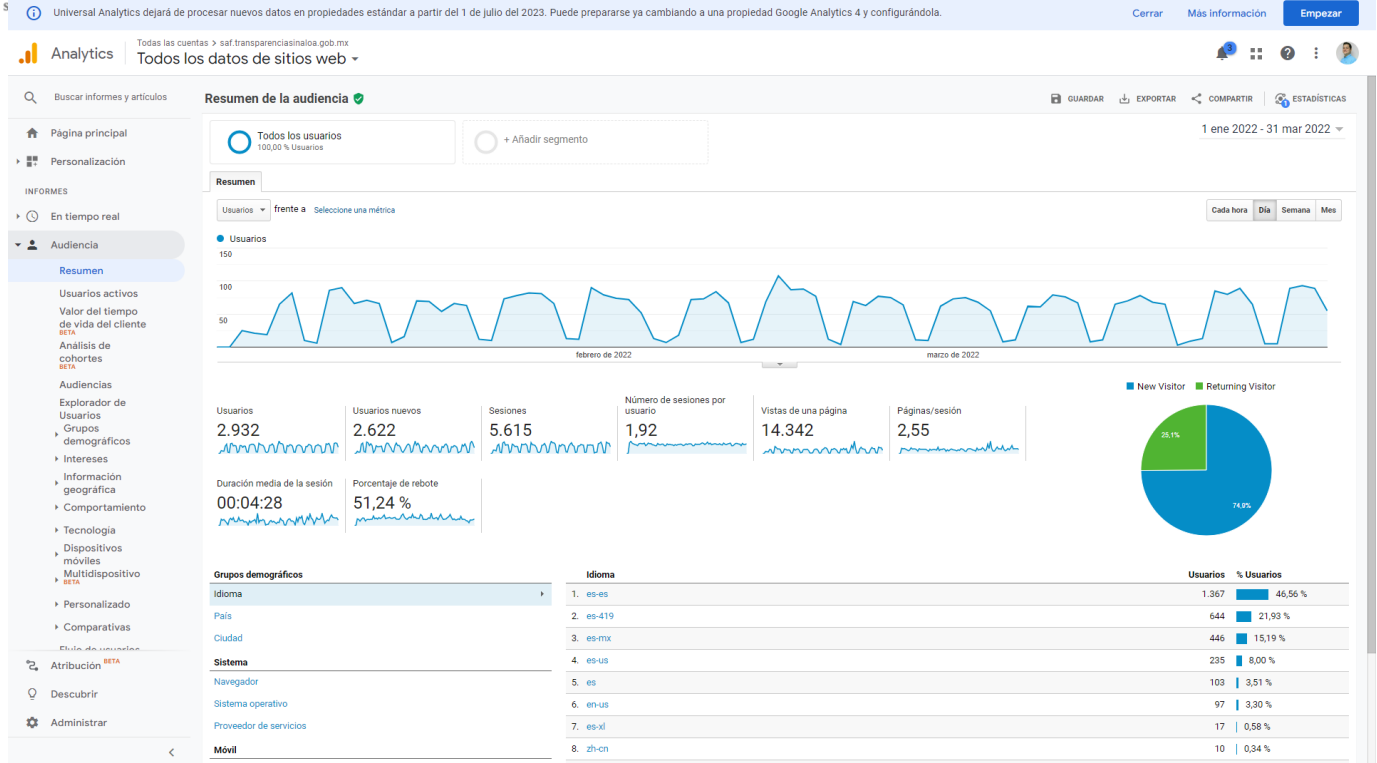 Universal Analytics dejará de procesar nuevos datos en propiedades estándar a partir del 1 de julio del 2023. Puede prepararse ya cambiando a una propiedad Google Analytics 4 y configurándola.
Cerrar
Más información
Empezar
Analytics
Todas las cuentas > saf.transparenciasinaloa.gob.mx
Todos los datos de sitios web
3
Buscar informes y artículos
Página principal
Personalización
INFORMES
En tiempo real
Audiencia
Resumen
Usuarios activos
Valor del tiempo
de vida del cliente
BETA
Análisis de
cohortes
BETA
Audiencias
Explorador de
Usuarios
Grupos
demográficos
Intereses
Información
geográfica
Comportamiento
Tecnología
Dispositivos
móviles
Multidispositivo
BETA
Personalizado
Comparativas
Flujo de usuarios
Atribución BETA
Descubrir
Administrar
Resumen de la audiencia
GUARDAR
EXPORTAR
COMPARTIR
1
ESTADÍSTICAS
Todos los usuarios
100,00 % Usuarios
+ Añadir segmento
1 ene 2022 - 31 mar 2022
Resumen
Usuarios
frente a
Seleccione una métrica
Cada hora
Día
Semana
Mes
Usuarios
150
100
50
febrero de 2022
marzo de 2022
New Visitor
Returning Visitor
25,1%
74,9%
Usuarios
2.932
Usuarios nuevos
2.622
Sesiones
5.615
Número de sesiones por
usuario
1,92
Vistas de una página
14.342
Páginas/sesión
2,55
Duración media de la sesión
00:04:28
Porcentaje de rebote
51,24 %
Grupos demográficos
Idioma
País
Ciudad
Sistema
Navegador
Sistema operativo
Proveedor de servicios
Móvil
Idioma Usuarios % Usuarios
1. es-es 1.367 46,56 %
2. es-419 644 21,93 %
3. es-mx 446 15,19 %
4. es-us 235 8,00 %
5. es 103 3,51 %
6. en-us 97 3,30 %
7. es-xl 17 0,58 %
8. zh-cn 10 0,34 %